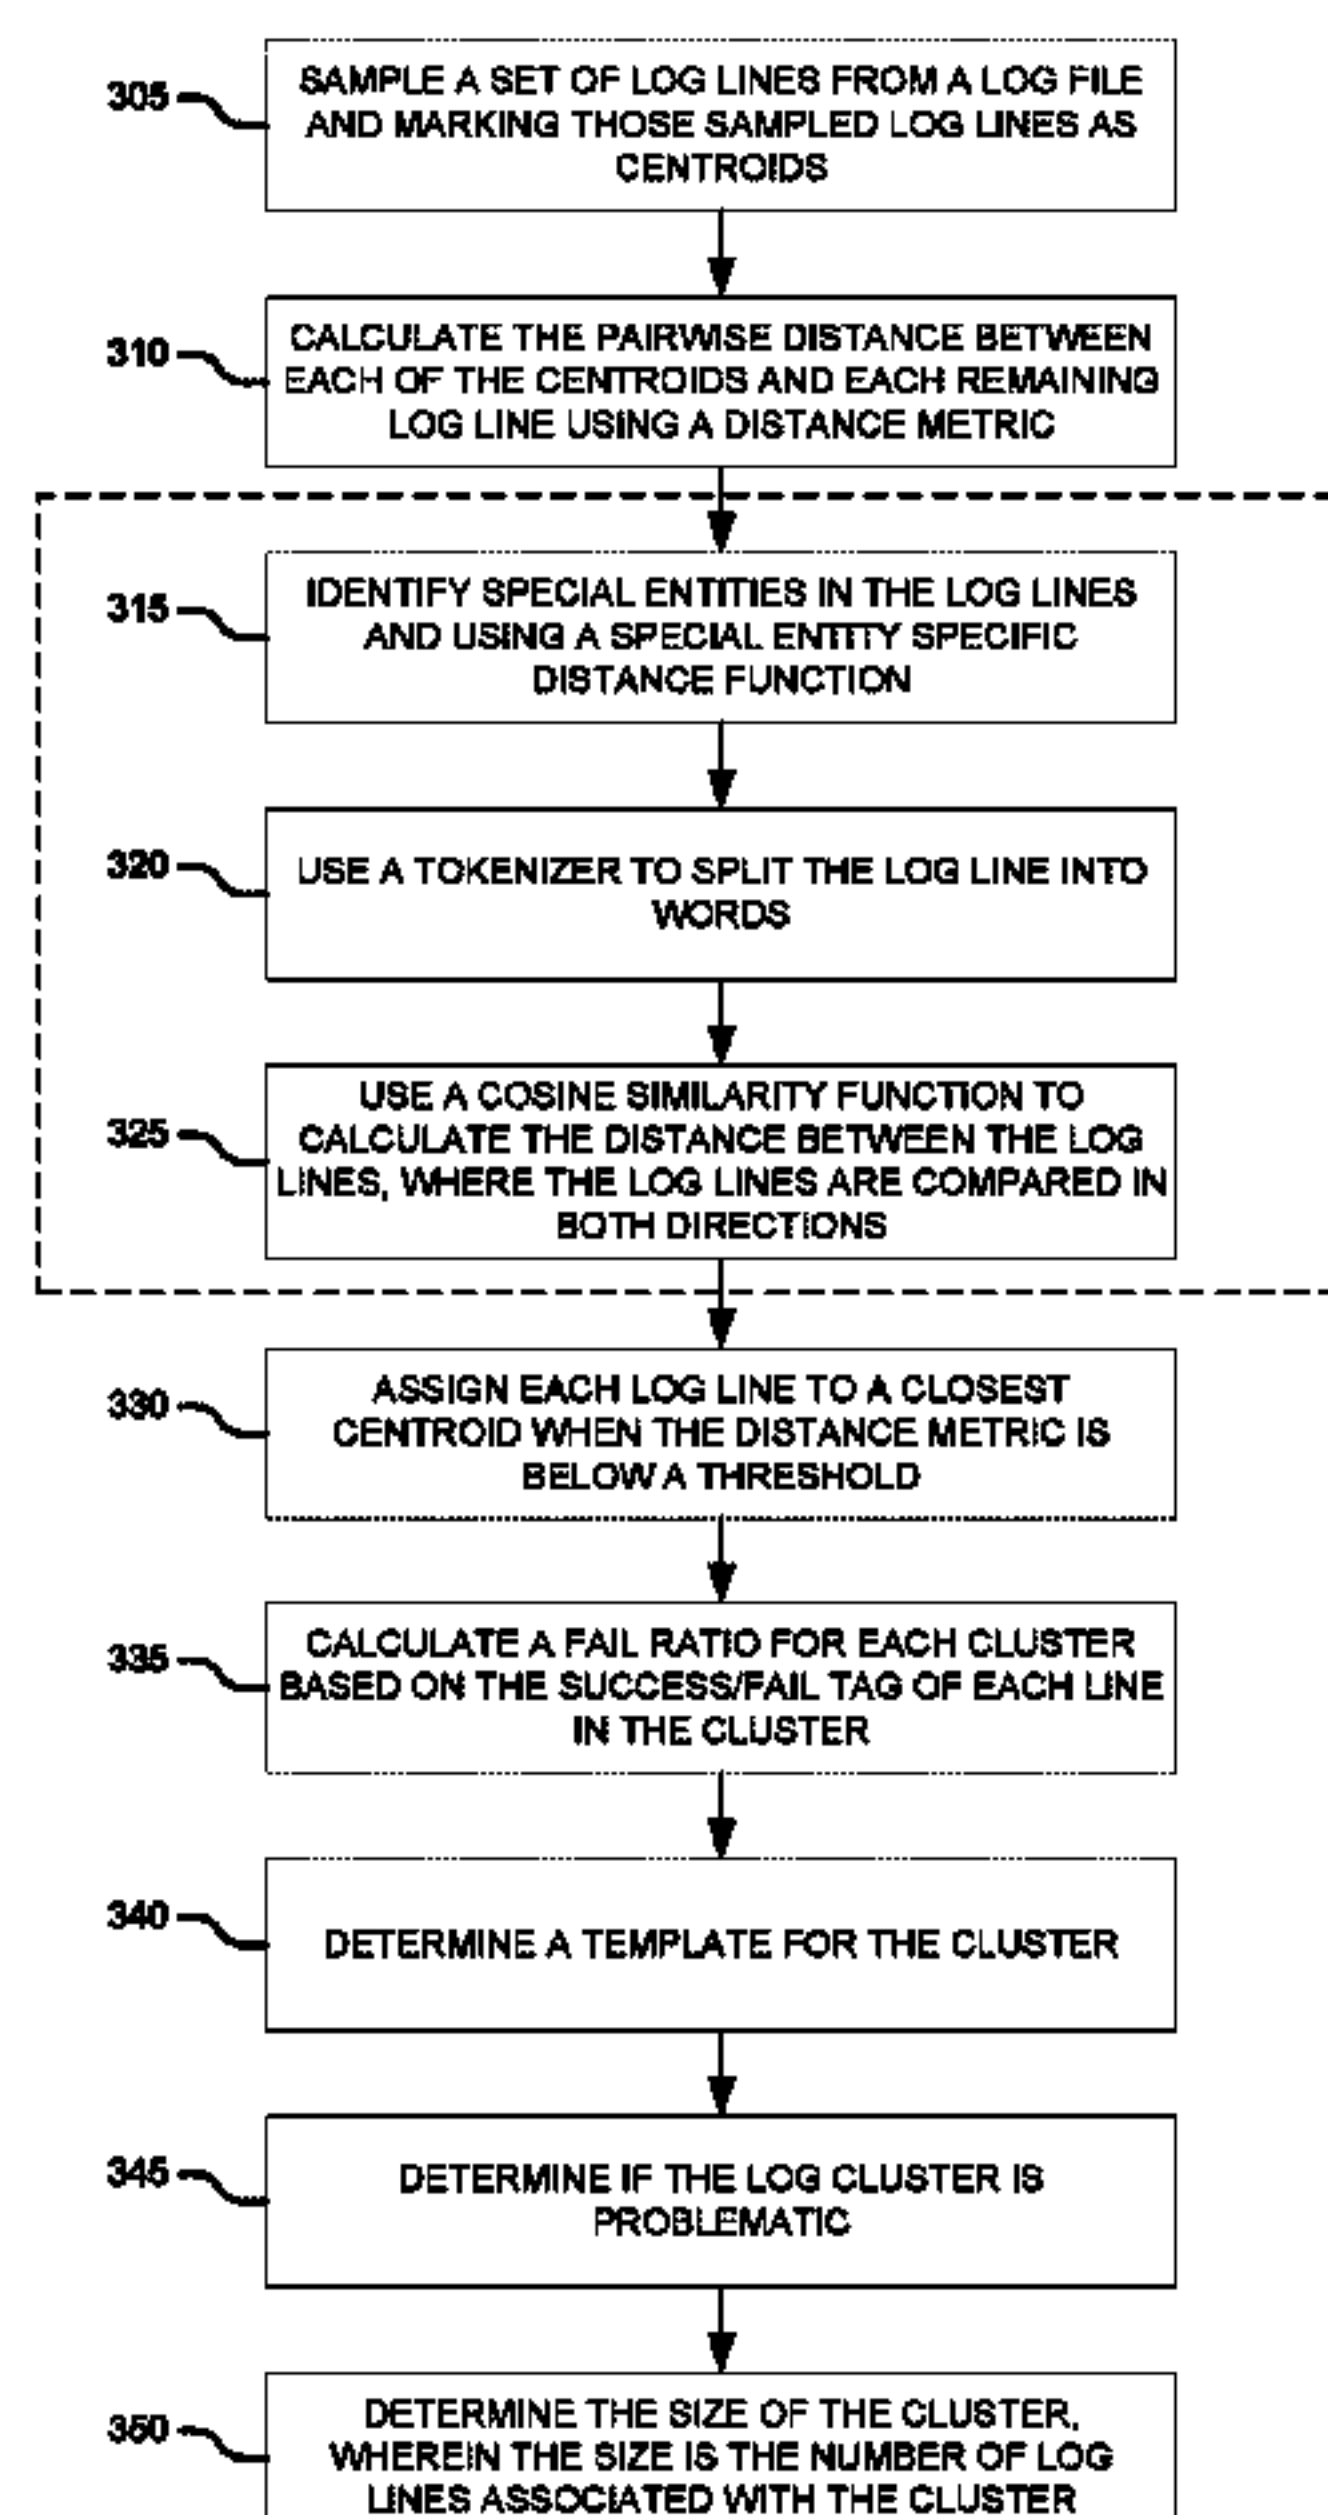 305
SAMPLE A SET OF LOG LINES FROM A LOG FILE
AND MARKING THOSE SAMPLED LOG LINES AS
CENTROIDS
310
CALCULATE THE PAIRWISE DISTANCE BETWEEN
EACH OF THE CENTROIDS AND EACH REMAINING
LOG LINE USING A DISTANCE METRIC
315
IDENTIFY SPECIAL ENTITIES IN THE LOG LINES
AND USING A SPECIAL ENTITY SPECIFIC
DISTANCE FUNCTION
320
USE A TOKENIZER TO SPLIT THE LOG LINE INTO
WORDS
325
USE A COSINE SIMILARITY FUNCTION TO
CALCULATE THE DISTANCE BETWEEN THE LOG
LINES, WHERE THE LOG LINES ARE COMPARED IN
BOTH DIRECTIONS
330
ASSIGN EACH LOG LINE TO A CLOSEST
CENTROID WHEN THE DISTANCE METRIC IS
BELOW A THRESHOLD
335
CALCULATE A FAIL RATIO FOR EACH CLUSTER
BASED ON THE SUCCESS/FAIL TAG OF EACH LINE
IN THE CLUSTER
340
DETERMINE A TEMPLATE FOR THE CLUSTER
345
DETERMINE IF THE LOG CLUSTER IS
PROBLEMATIC
350
DETERMINE THE SIZE OF THE CLUSTER,
WHEREIN THE SIZE IS THE NUMBER OF LOG
LINES ASSOCIATED WITH THE CLUSTER